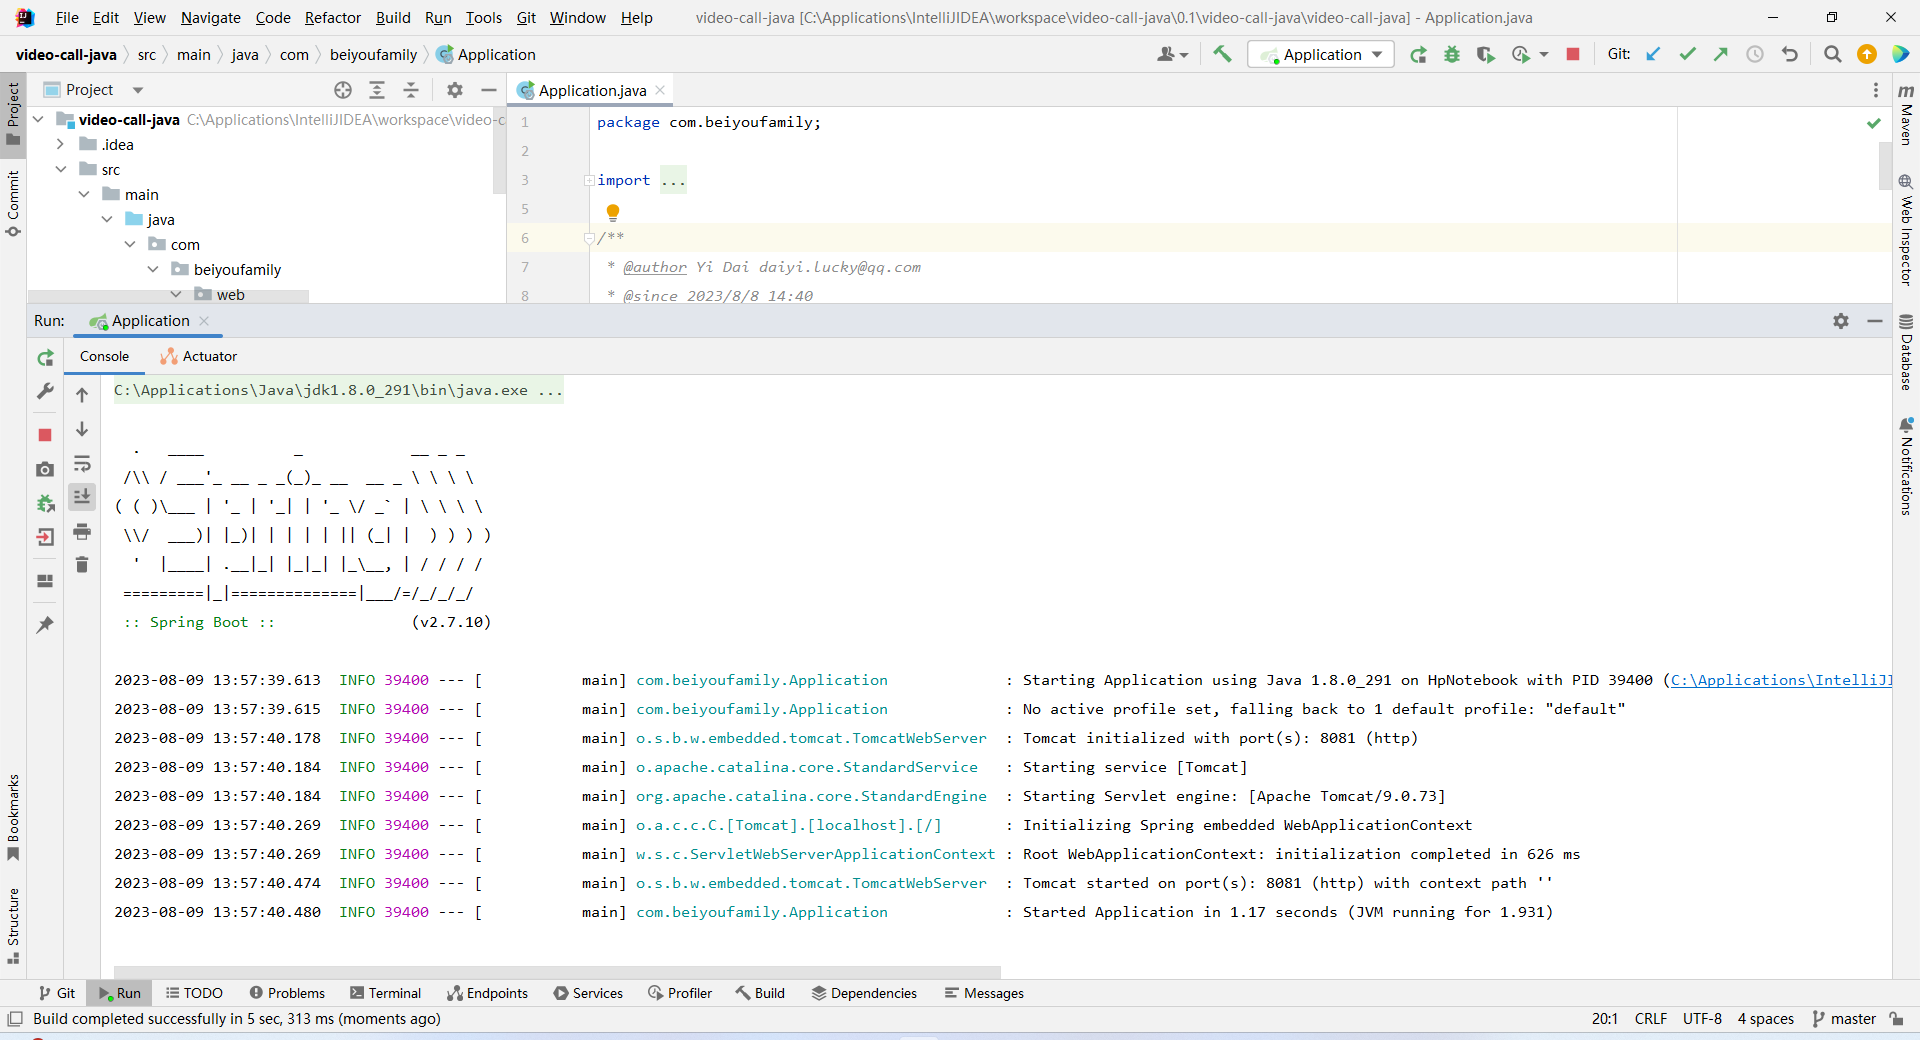 File Edit View Navigate Code Refactor Build Run Tools Git Window Help video-call-java [C:\Applications\IntelliJIDEA\workspace\video-call-java\0.1\video-call-java\video-call-java] - Application.java
video-call-java src main java com beiyoufamily Application Application Git:
Project Application.java
video-call-java C:\Applications\IntelliJIDEA\workspace\video-c
.idea
src
main
java
com
beiyoufamily
web
1 package com.beiyoufamily;
2
3 import ...
5
6 /**
7 * @author Yi Dai daiyi.lucky@qq.com
8 * @since 2023/8/8 14:40
Project
Commit
Bookmarks
Structure
Maven
Web Inspector
Database
Notifications
Run: Application
Console Actuator
C:\Applications\Java\jdk1.8.0_291\bin\java.exe ...
  .   ____          _            __ _ _
 /\\ / ___'_ __ _ _(_)_ __  __ _ \ \ \ \
( ( )\___ | '_ | '_| | '_ \/ _` | \ \ \ \
 \\/  ___)| |_)| | | | | || (_| |  ) ) ) )
  '  |____| .__|_| |_|_| |_\__, | / / / /
 =========|_|==============|___/=/_/_/_/
 :: Spring Boot ::               (v2.7.10)
2023-08-09 13:57:39.613  INFO 39400 --- [           main] com.beiyoufamily.Application             : Starting Application using Java 1.8.0_291 on HpNotebook with PID 39400 (C:\Applications\IntelliJI
2023-08-09 13:57:39.615  INFO 39400 --- [           main] com.beiyoufamily.Application             : No active profile set, falling back to 1 default profile: "default"
2023-08-09 13:57:40.178  INFO 39400 --- [           main] o.s.b.w.embedded.tomcat.TomcatWebServer  : Tomcat initialized with port(s): 8081 (http)
2023-08-09 13:57:40.184  INFO 39400 --- [           main] o.apache.catalina.core.StandardService   : Starting service [Tomcat]
2023-08-09 13:57:40.184  INFO 39400 --- [           main] org.apache.catalina.core.StandardEngine  : Starting Servlet engine: [Apache Tomcat/9.0.73]
2023-08-09 13:57:40.269  INFO 39400 --- [           main] o.a.c.c.C.[Tomcat].[localhost].[/]       : Initializing Spring embedded WebApplicationContext
2023-08-09 13:57:40.269  INFO 39400 --- [           main] w.s.c.ServletWebServerApplicationContext : Root WebApplicationContext: initialization completed in 626 ms
2023-08-09 13:57:40.474  INFO 39400 --- [           main] o.s.b.w.embedded.tomcat.TomcatWebServer  : Tomcat started on port(s): 8081 (http) with context path ''
2023-08-09 13:57:40.480  INFO 39400 --- [           main] com.beiyoufamily.Application             : Started Application in 1.17 seconds (JVM running for 1.931)
Git Run TODO Problems Terminal Endpoints Services Profiler Build Dependencies Messages
Build completed successfully in 5 sec, 313 ms (moments ago) 20:1 CRLF UTF-8 4 spaces master